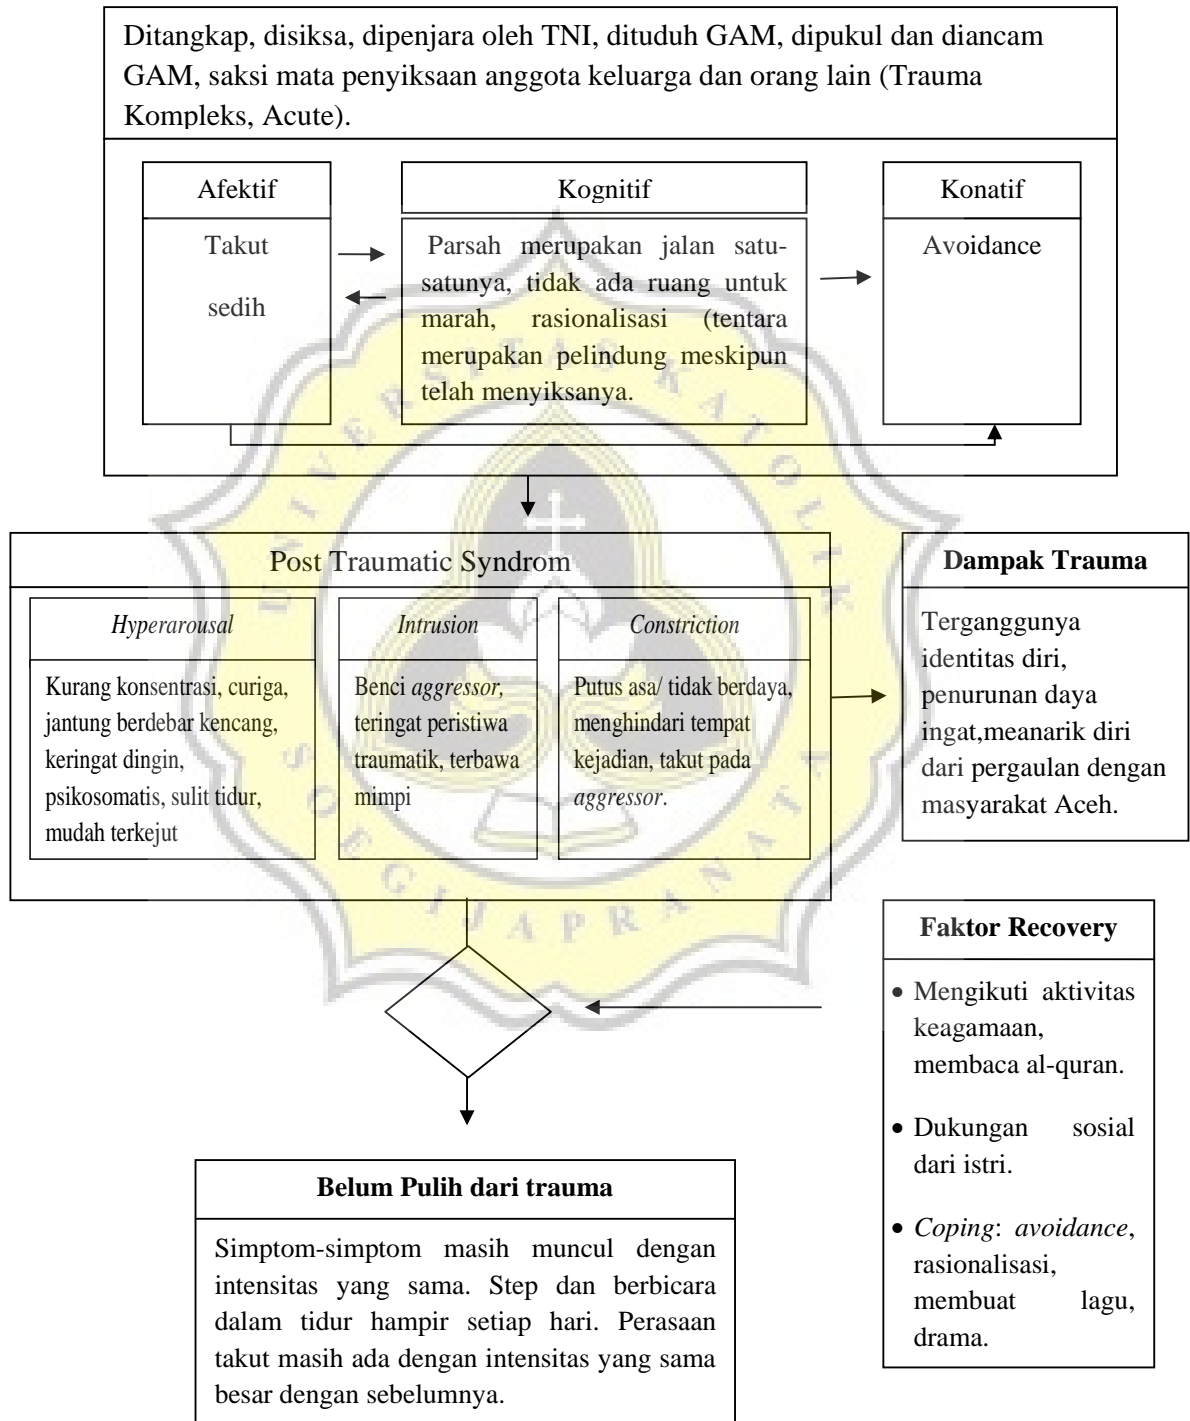 Ditangkap, disiksa, dipenjara oleh TNI, dituduh GAM, dipukul dan diancam
GAM, saksi mata penyiksaan anggota keluarga dan orang lain (Trauma
Kompleks, Acute).
Afektif
Takut
sedih
Kognitif
Parsah merupakan jalan satu-
satunya, tidak ada ruang untuk
marah, rasionalisasi (tentara
merupakan pelindung meskipun
telah menyiksanya.
Konatif
Avoidance
Post Traumatic Syndrom
Hyperarousal
Kurang konsentrasi, curiga,
jantung berdebar kencang,
keringat dingin,
psikosomatis, sulit tidur,
mudah terkejut
Intrusion
Benci aggressor,
teringat peristiwa
traumatik, terbawa
mimpi
Constriction
Putus asa/ tidak berdaya,
menghindari tempat
kejadian, takut pada
aggressor.
Dampak Trauma
Terganggunya
identitas diri,
penurunan daya
ingat,meanarik diri
dari pergaulan dengan
masyarakat Aceh.
Faktor Recovery
• Mengikuti aktivitas
keagamaan,
membaca al-quran.
• Dukungan sosial
dari istri.
• Coping: avoidance,
rasionalisasi,
membuat lagu,
drama.
Belum Pulih dari trauma
Simptom-simptom masih muncul dengan
intensitas yang sama. Step dan berbicara
dalam tidur hampir setiap hari. Perasaan
takut masih ada dengan intensitas yang sama
besar dengan sebelumnya.
UNIVERSITAS KATOLIK
SOEGIJAPRANATA